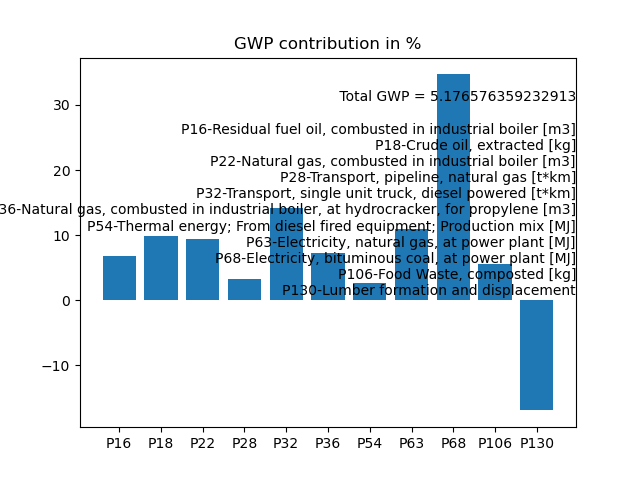 GWP contribution in %
Total GWP = 5.176576359232913
P16-Residual fuel oil, combusted in industrial boiler [m3]
P18-Crude oil, extracted [kg]
P22-Natural gas, combusted in industrial boiler [m3]
P28-Transport, pipeline, natural gas [t*km]
P32-Transport, single unit truck, diesel powered [t*km]
36-Natural gas, combusted in industrial boiler, at hydrocracker, for propylene [m3]
P54-Thermal energy; From diesel fired equipment; Production mix [MJ]
P63-Electricity, natural gas, at power plant [MJ]
P68-Electricity, bituminous coal, at power plant [MJ]
P106-Food Waste, composted [kg]
P130-Lumber formation and displacement
30
20
10
0
−10
P16 P18 P22 P28 P32 P36 P54 P63 P68 P106 P130